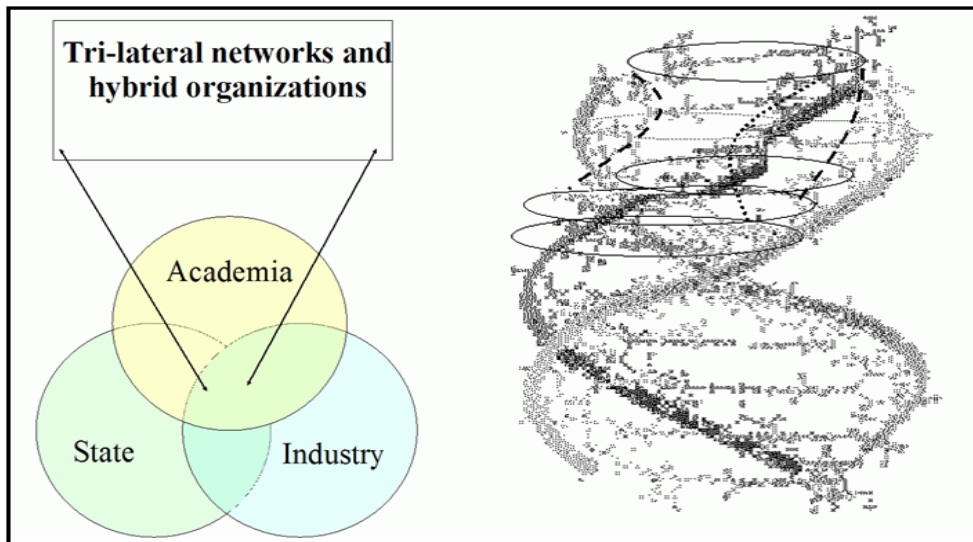 Tri-lateral networks and
hybrid organizations
Academia
State
Industry